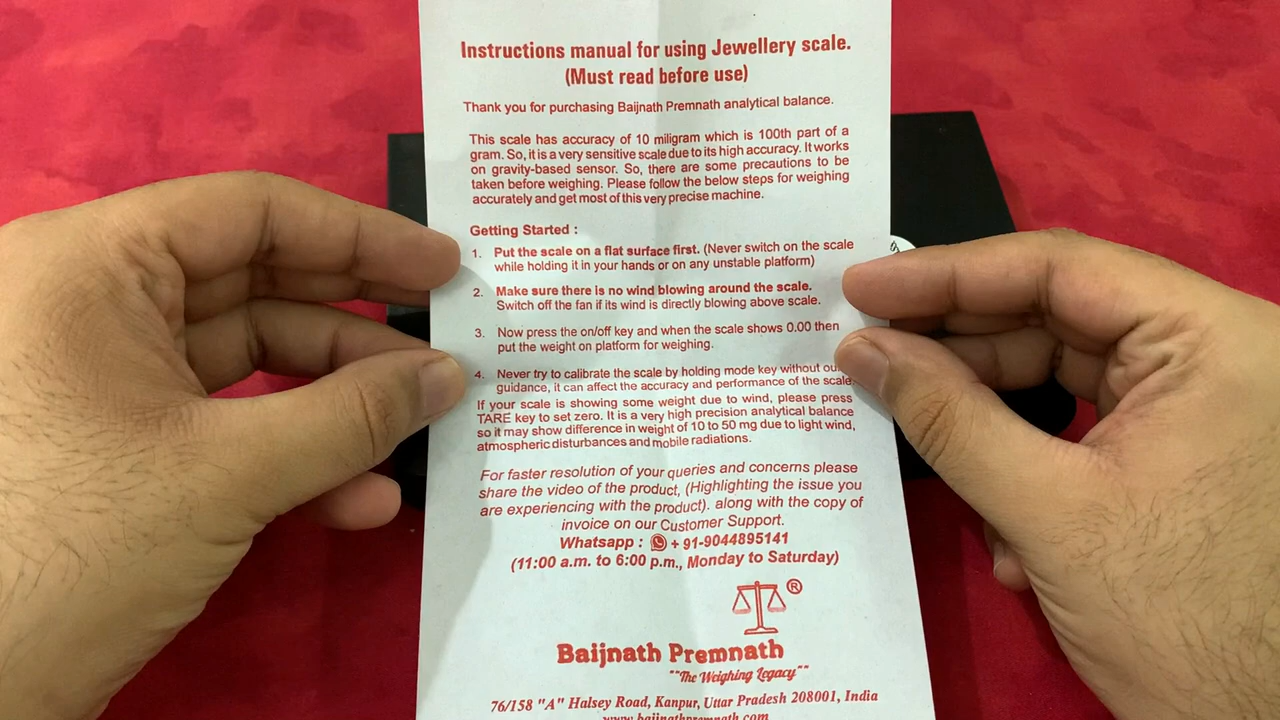 Instructions manual for using Jewellery scale.
(Must read before use)
Thank you for purchasing Baijnath Premnath analytical balance.
This scale has accuracy of 10 miligram which is 100th part of a
gram. So, it is a very sensitive scale due to its high accuracy. It works
on gravity-based sensor. So, there are some precautions to be
taken before weighing. Please follow the below steps for weighing
accurately and get most of this very precise machine.
Getting Started :
1. Put the scale on a flat surface first. (Never switch on the scale
while holding it in your hands or on any unstable platform)
2. Make sure there is no wind blowing around the scale.
Switch off the fan if its wind is directly blowing above scale.
3. Now press the on/off key and when the scale shows 0.00 then
put the weight on platform for weighing.
4. Never try to calibrate the scale by holding mode key without our
guidance, it can affect the accuracy and performance of the scale.
If your scale is showing some weight due to wind, please press
TARE key to set zero. It is a very high precision analytical balance
so it may show difference in weight of 10 to 50 mg due to light wind,
atmospheric disturbances and mobile radiations.
For faster resolution of your queries and concerns please
share the video of the product, (Highlighting the issue you
are experiencing with the product). along with the copy of
invoice on our Customer Support.
Whatsapp : + 91-9044895141
(11:00 a.m. to 6:00 p.m., Monday to Saturday)
®
Baijnath Premnath
""The Weighing Legacy""
76/158 "A" Halsey Road, Kanpur, Uttar Pradesh 208001, India
www.baijnathpremnath.com